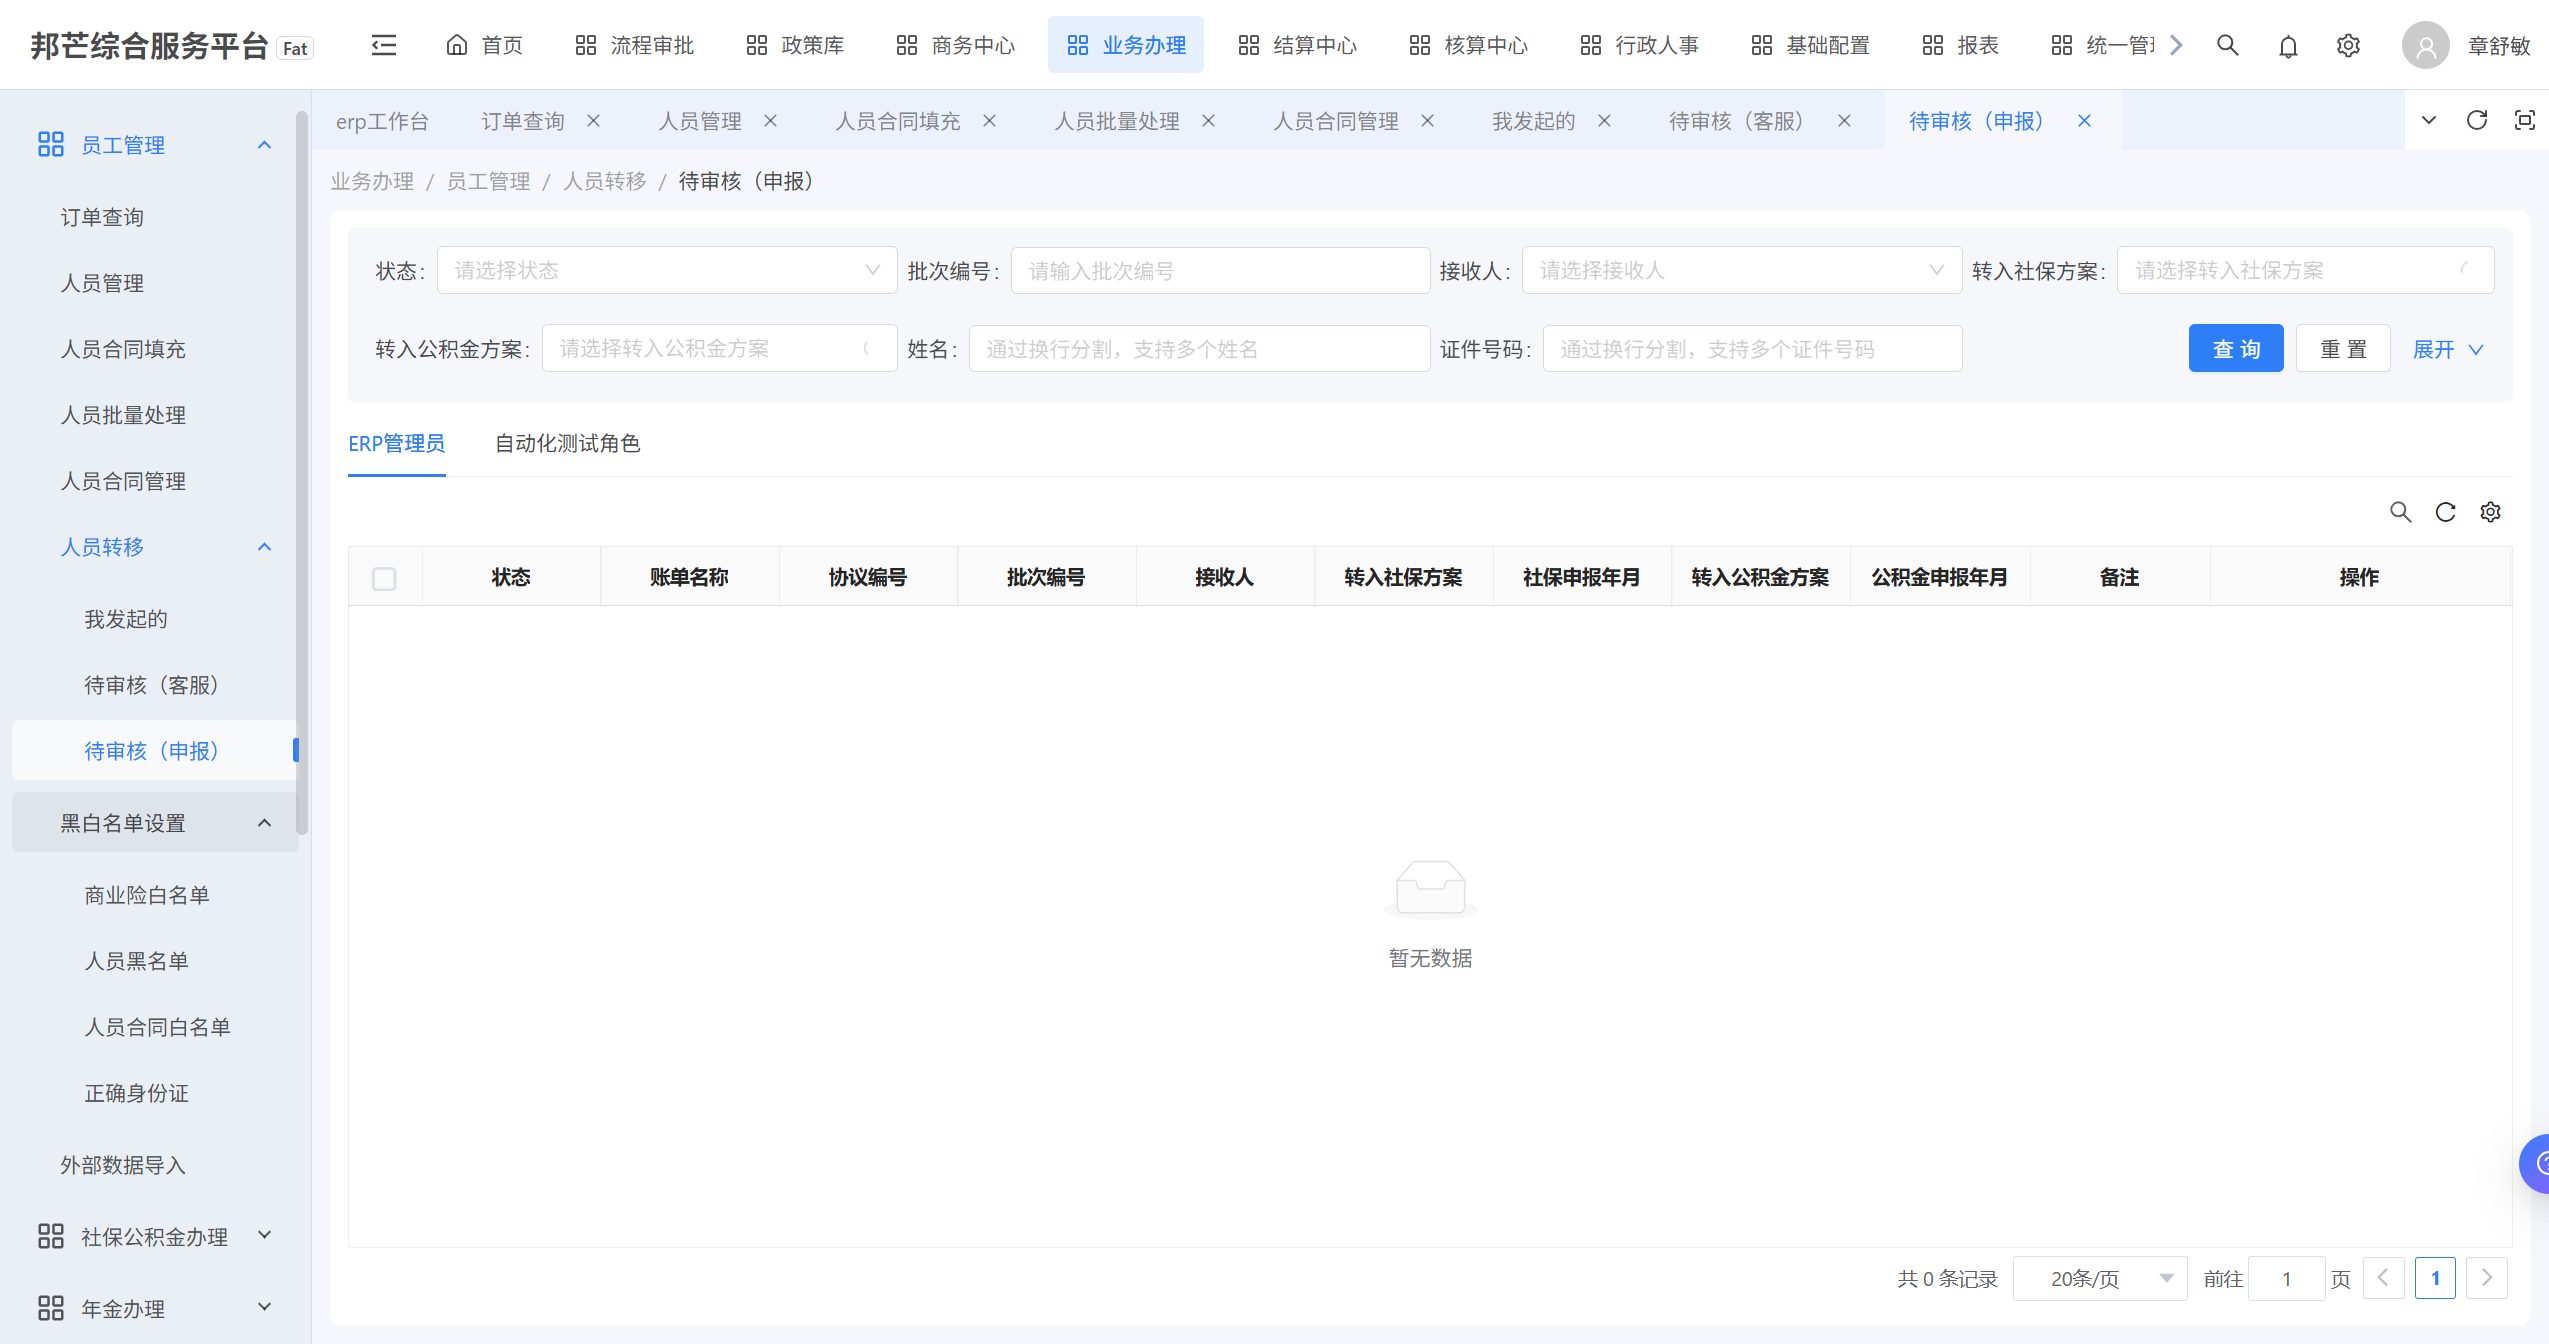 邦芒综合服务平台 Fat 首页 流程审批 政策库 商务中心 业务办理 结算中心 核算中心 行政人事 基础配置 报表 统一管 章舒敏
erp工作台 订单查询 人员管理 人员合同填充 人员批量处理 人员合同管理 我发起的 待审核（客服） 待审核（申报）
业务办理 / 员工管理 / 人员转移 / 待审核（申报）
员工管理
订单查询
人员管理
人员合同填充
人员批量处理
人员合同管理
人员转移
我发起的
待审核（客服）
待审核（申报）
黑白名单设置
商业险白名单
人员黑名单
人员合同白名单
正确身份证
外部数据导入
社保公积金办理
年金办理
状态: 请选择状态 批次编号: 请输入批次编号 接收人: 请选择接收人 转入社保方案: 请选择转入社保方案
转入公积金方案: 请选择转入公积金方案 姓名: 通过换行分割，支持多个姓名 证件号码: 通过换行分割，支持多个证件号码 查 询 重 置 展开
ERP管理员 自动化测试角色
状态 账单名称 协议编号 批次编号 接收人 转入社保方案 社保申报年月 转入公积金方案 公积金申报年月 备注 操作
暂无数据
共 0 条记录 20条/页 前往 1 页 1